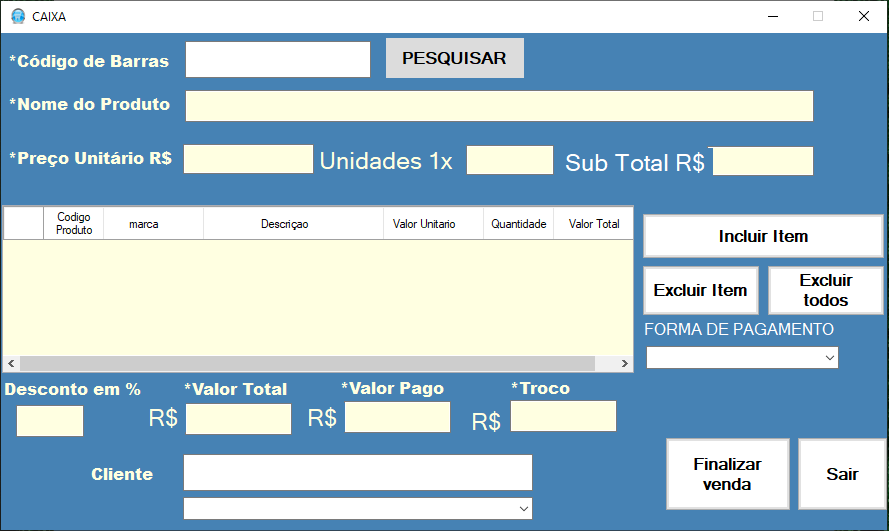 CAIXA
*Código de Barras
PESQUISAR
*Nome do Produto
*Preço Unitário R$
Unidades 1x
Sub Total R$
Codigo
Produto
marca
Descriçao
Valor Unitario
Quantidade
Valor Total
Incluir Item
Excluir Item
Excluir
todos
FORMA DE PAGAMENTO
Desconto em %
*Valor Total
*Valor Pago
*Troco
R$
R$
R$
Cliente
Finalizar
venda
Sair